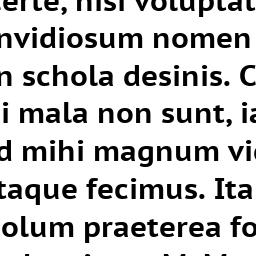 erte, nisi voluptat
nvidiosum nomen
n schola desinis. C
i mala non sunt, ia
d mihi magnum vi
taque fecimus. Ita
olum praeterea fo